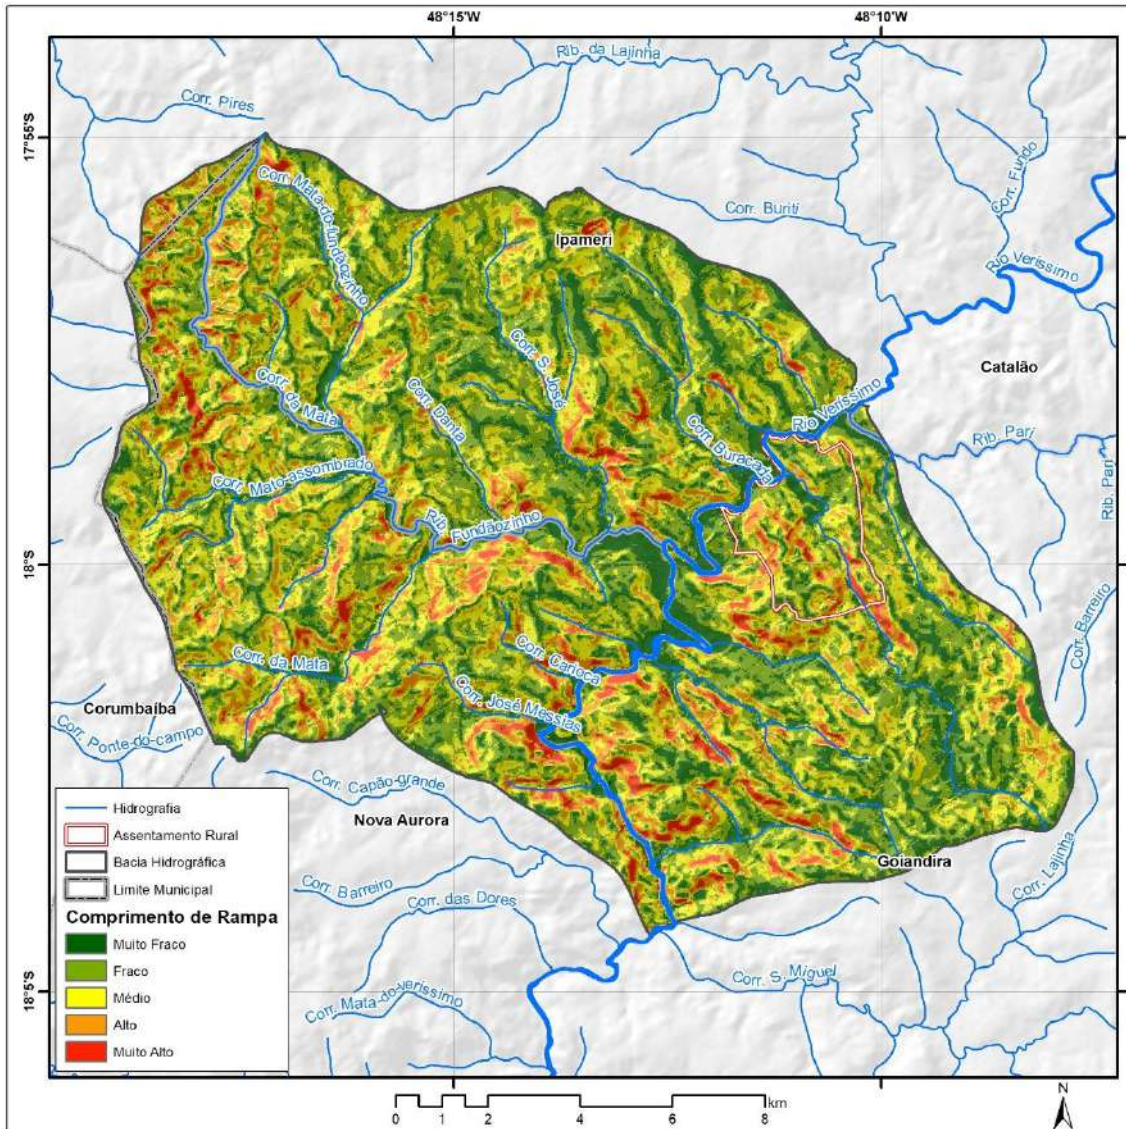 48°15'W
48°10'W
Rib. da Lajinha
Corr. Pires
17°55'S
Corr. Fundo
Corr. Mata-do-fundãozinho
Corr. Buriti
Ipameri
Rio Veríssimo
Corr. S. José
Catalão
Corr. da Mata
Corr. Danta
Rio Veríssimo
Rib. Pari
Corr. Buracaza
Corr. Mato-assombrado
Rib. Pari
Rib. Fundãozinho
18°S
Corr. Barreiro
Corr. da Mata
Corr. Carioca
Corr. José Messias
Corumbaíba
Corr. Ponte-do-campo
Corr. Capão-grande
Nova Aurora
Goiandira
Corr. Lajinha
Corr. Barreiro
Corr. das Dores
Corr. S. Miguel
18°5'S
Corr. Mata-do-veríssimo
Hidrografia
Assentamento Rural
Bacia Hidrográfica
Limite Municipal
Comprimento de Rampa
Muito Fraco
Fraco
Médio
Alto
Muito Alto
0 1 2 4 6 8 km
N